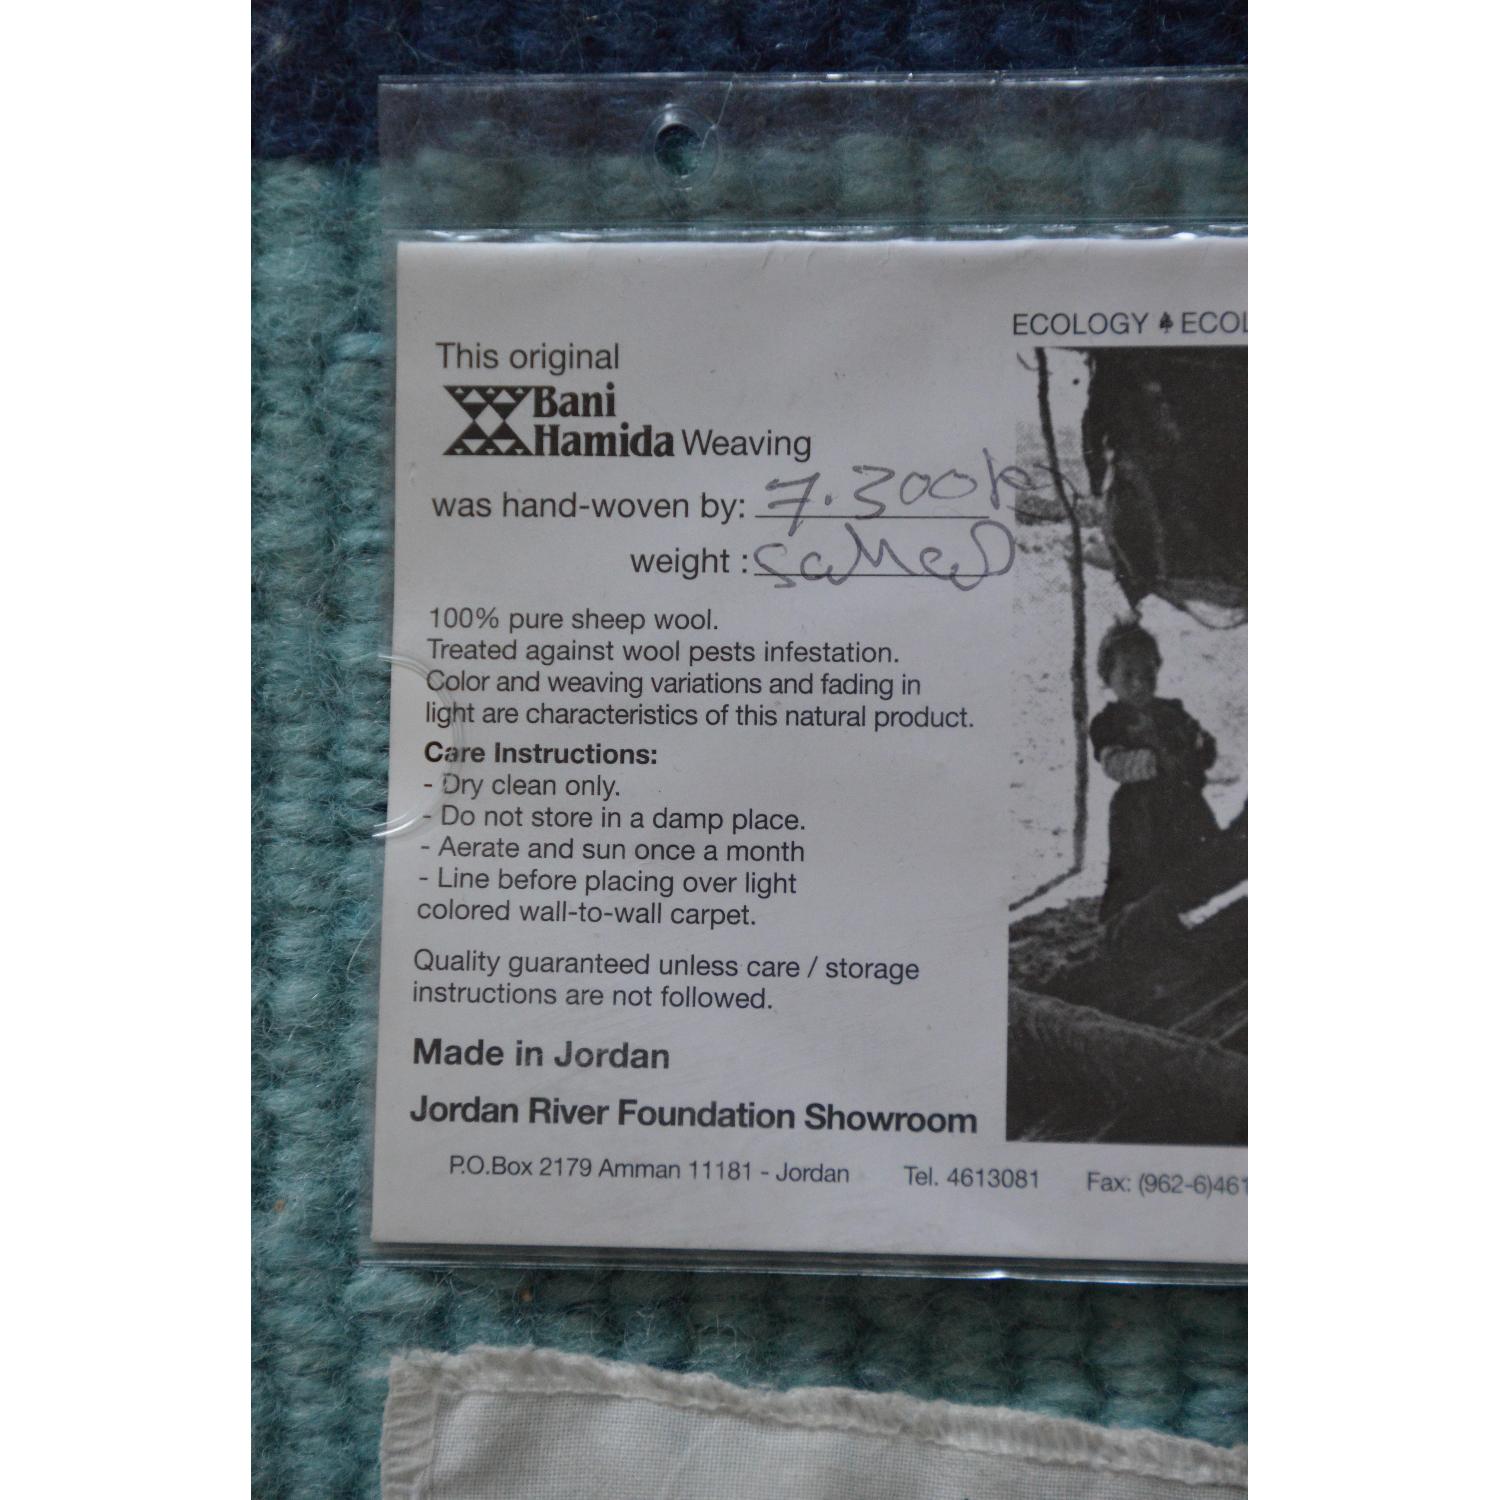 ECOLOGY ♠ ECOL
This original
Bani
Hamida Weaving
was hand-woven by: 7.300k
weight :
100% pure sheep wool.
Treated against wool pests infestation.
Color and weaving variations and fading in
light are characteristics of this natural product.
Care Instructions:
- Dry clean only.
- Do not store in a damp place.
- Aerate and sun once a month
- Line before placing over light
colored wall-to-wall carpet.
Quality guaranteed unless care / storage
instructions are not followed.
Made in Jordan
Jordan River Foundation Showroom
P.O.Box 2179 Amman 11181 - Jordan Tel. 4613081 Fax: (962-6)461